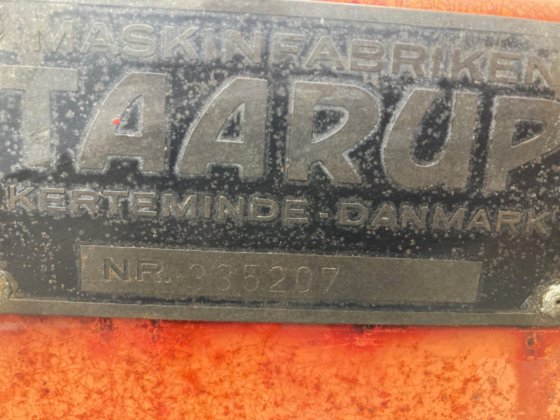 MASKINFABRIKEN
TAARUP
KERTEMINDE-DANMARK
NR. 335207